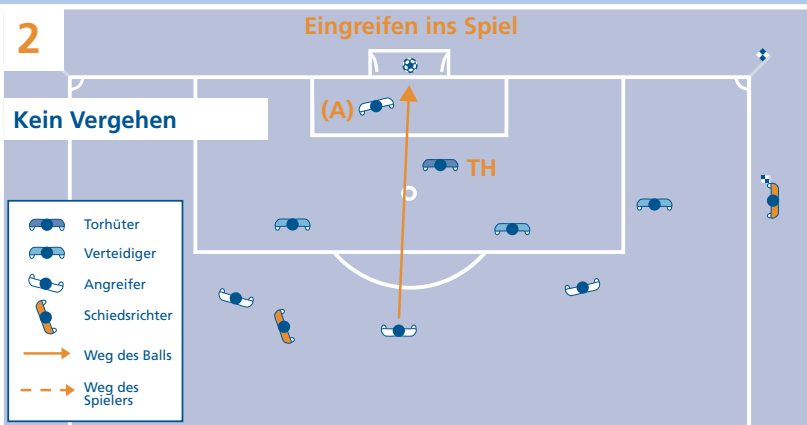 2
Eingreifen ins Spiel
(A)
Kein Vergehen
TH
Torhüter
Verteidiger
Angreifer
Schiedsrichter
Weg des Balls
Weg des
Spielers